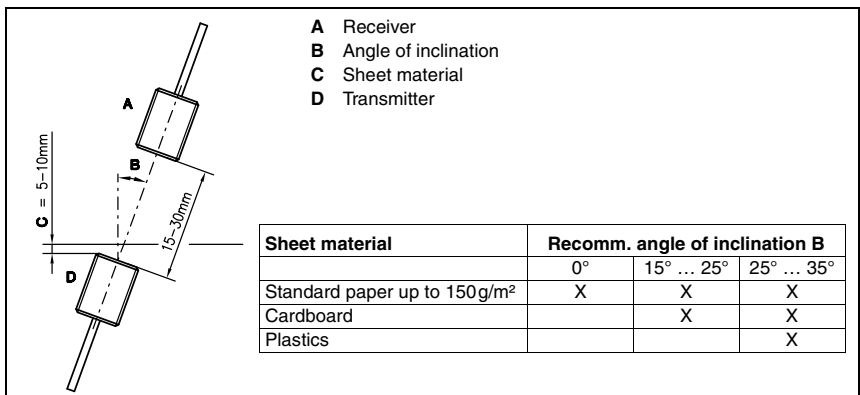 A Receiver
B Angle of inclination
C Sheet material
D Transmitter
A
B
C = 5–10mm
15–30mm
D
Sheet material Recomm. angle of inclination B
0° 15° … 25° 25° … 35°
Standard paper up to 150g/m² X X X
Cardboard X X
Plastics X